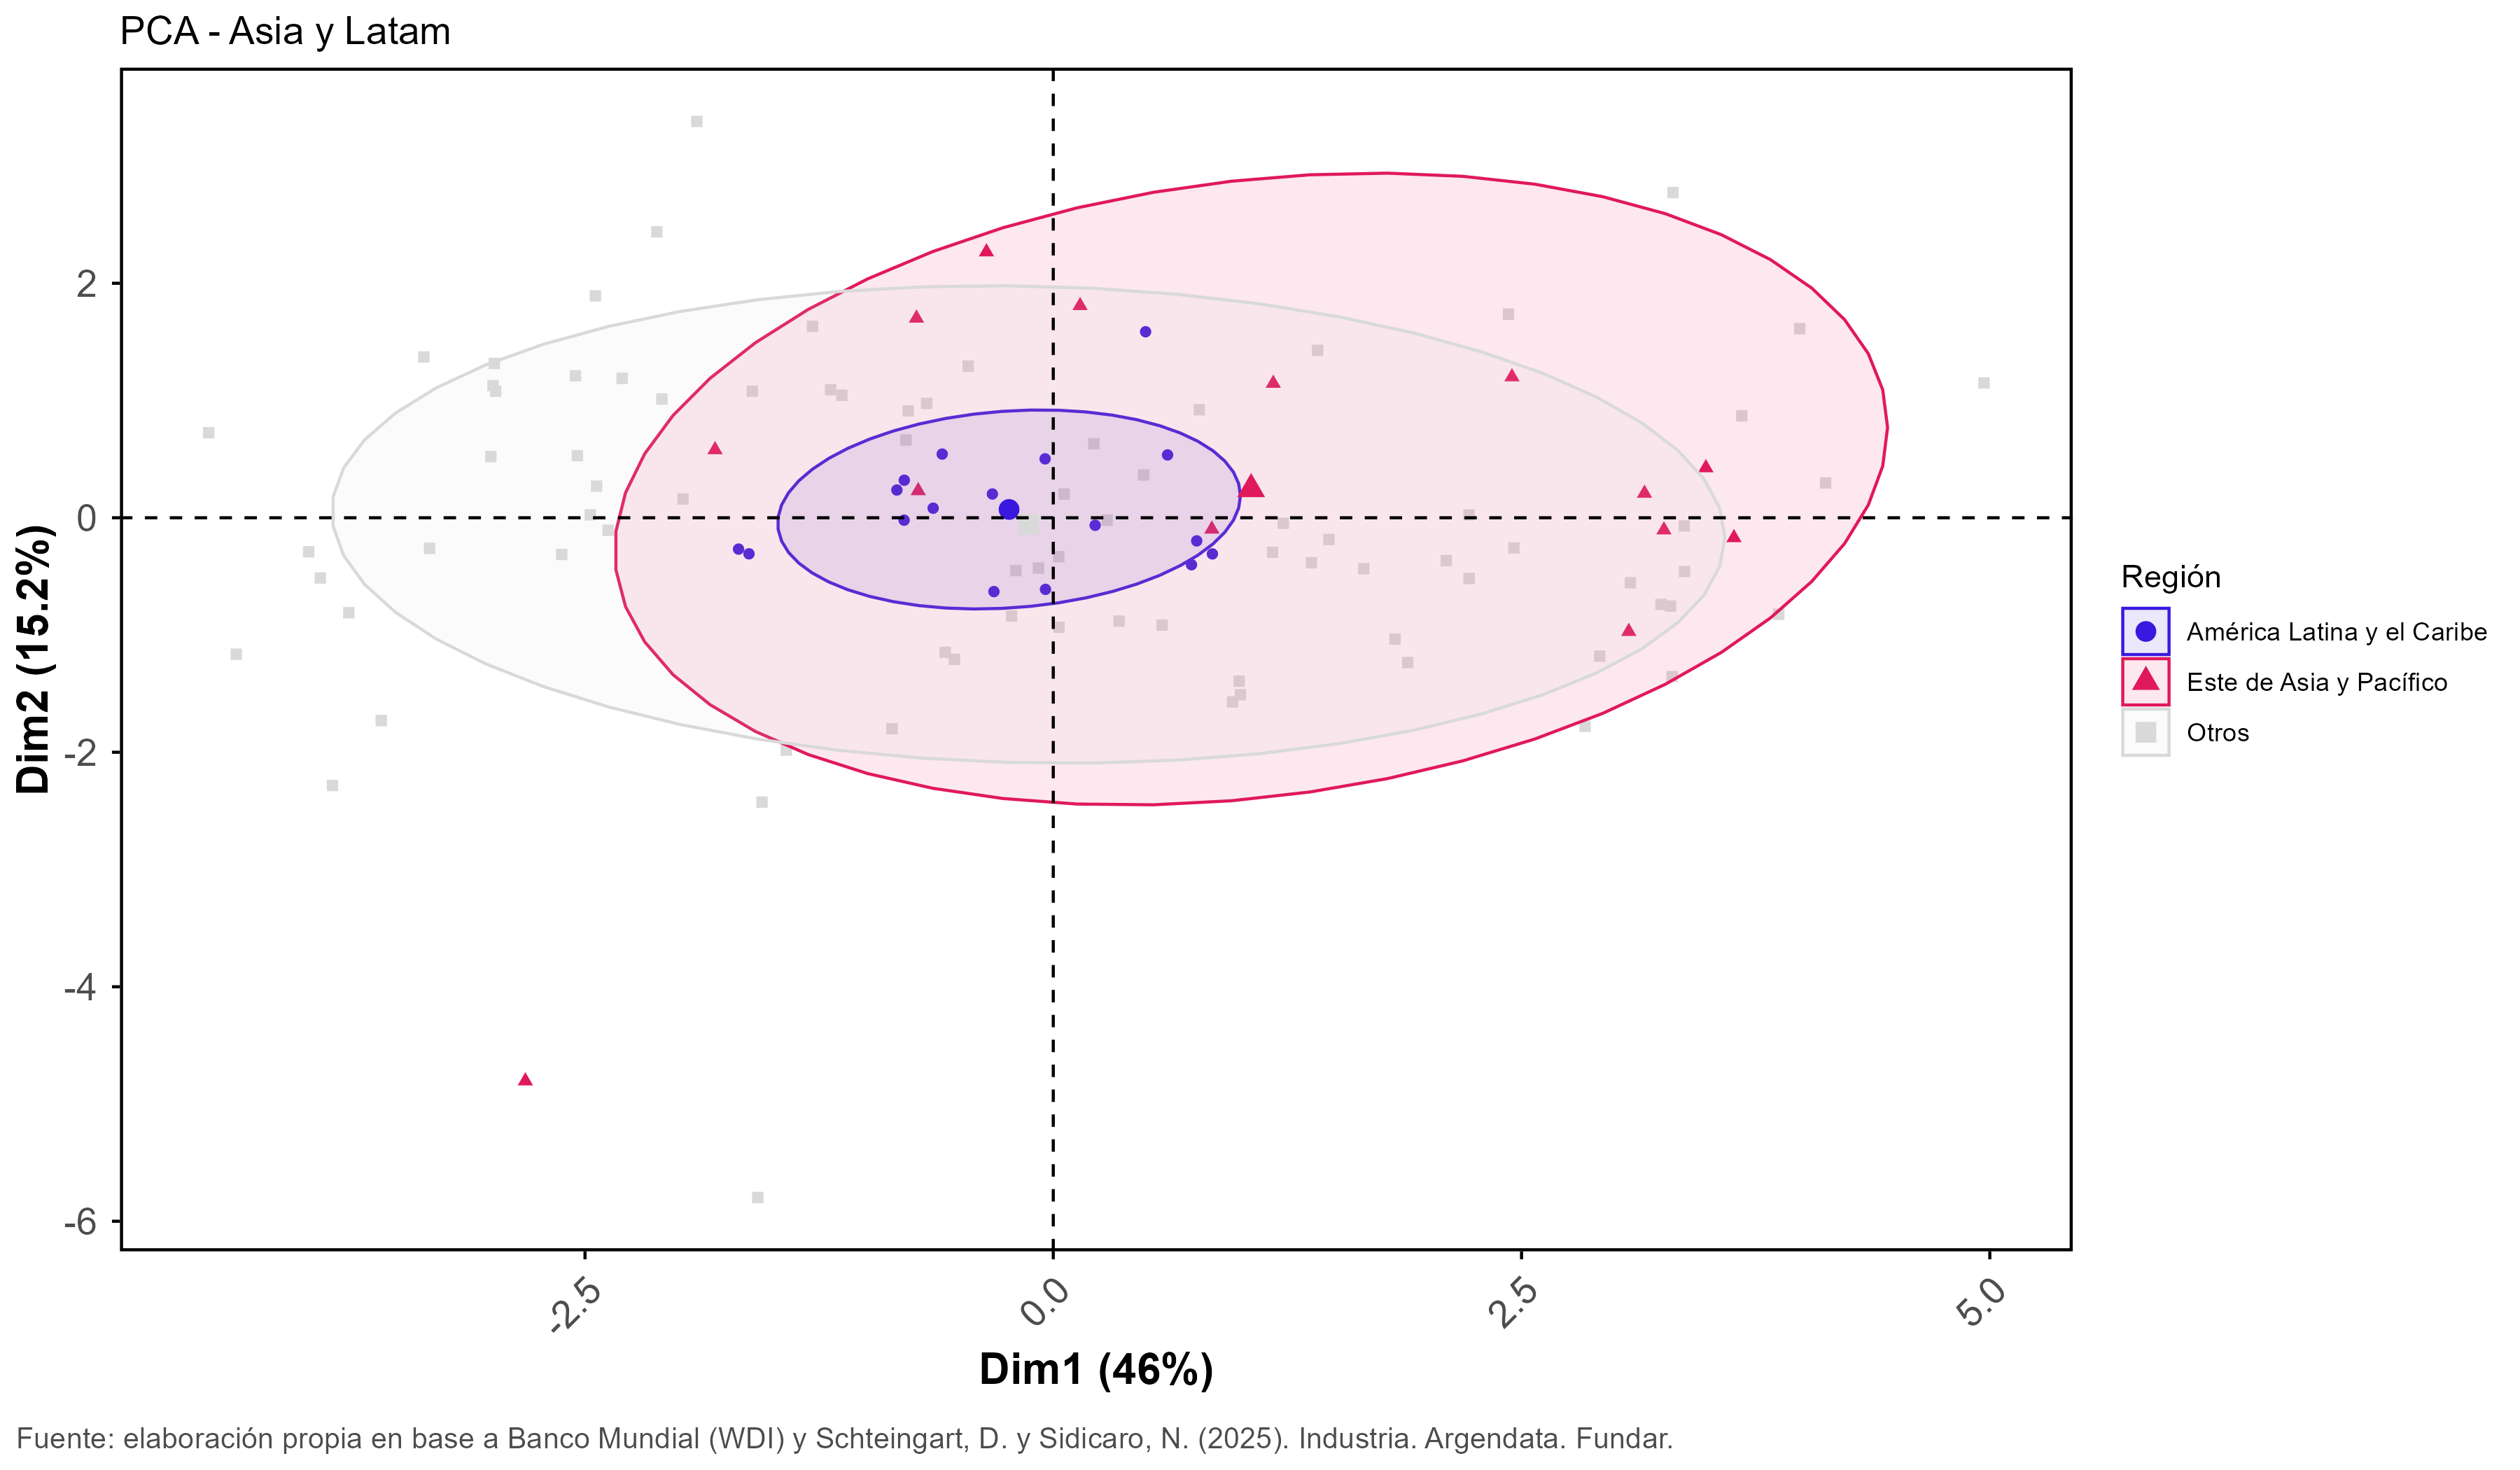 PCA - Asia y Latam
Dim2 (15.2%)
2
0
-2
-4
-6
-2.5
0.0
2.5
5.0
Dim1 (46%)
Región
América Latina y el Caribe
Este de Asia y Pacífico
Otros
Fuente: elaboración propia en base a Banco Mundial (WDI) y Schteingart, D. y Sidicaro, N. (2025). Industria. Argendata. Fundar.